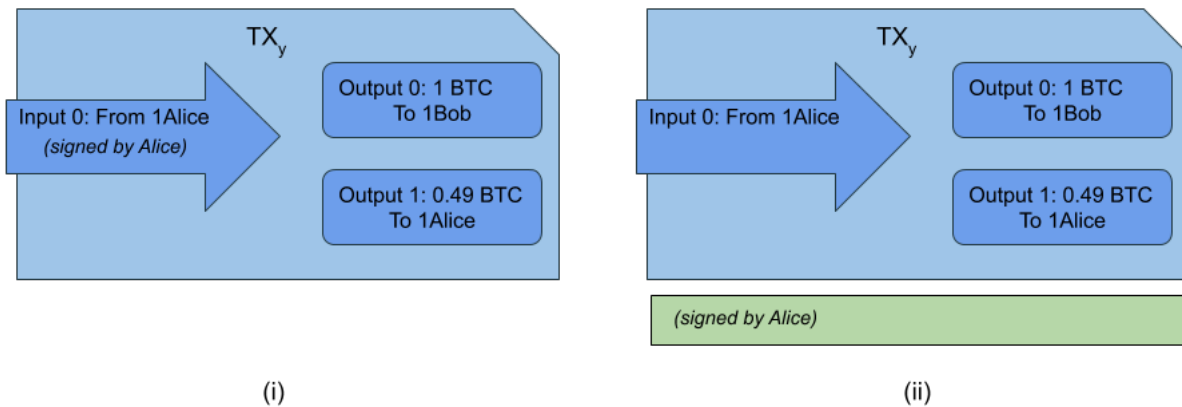 TXy
Input 0: From 1Alice
(signed by Alice)
Output 0: 1 BTC
To 1Bob
Output 1: 0.49 BTC
To 1Alice
(i)
TXy
Input 0: From 1Alice
Output 0: 1 BTC
To 1Bob
Output 1: 0.49 BTC
To 1Alice
(signed by Alice)
(ii)